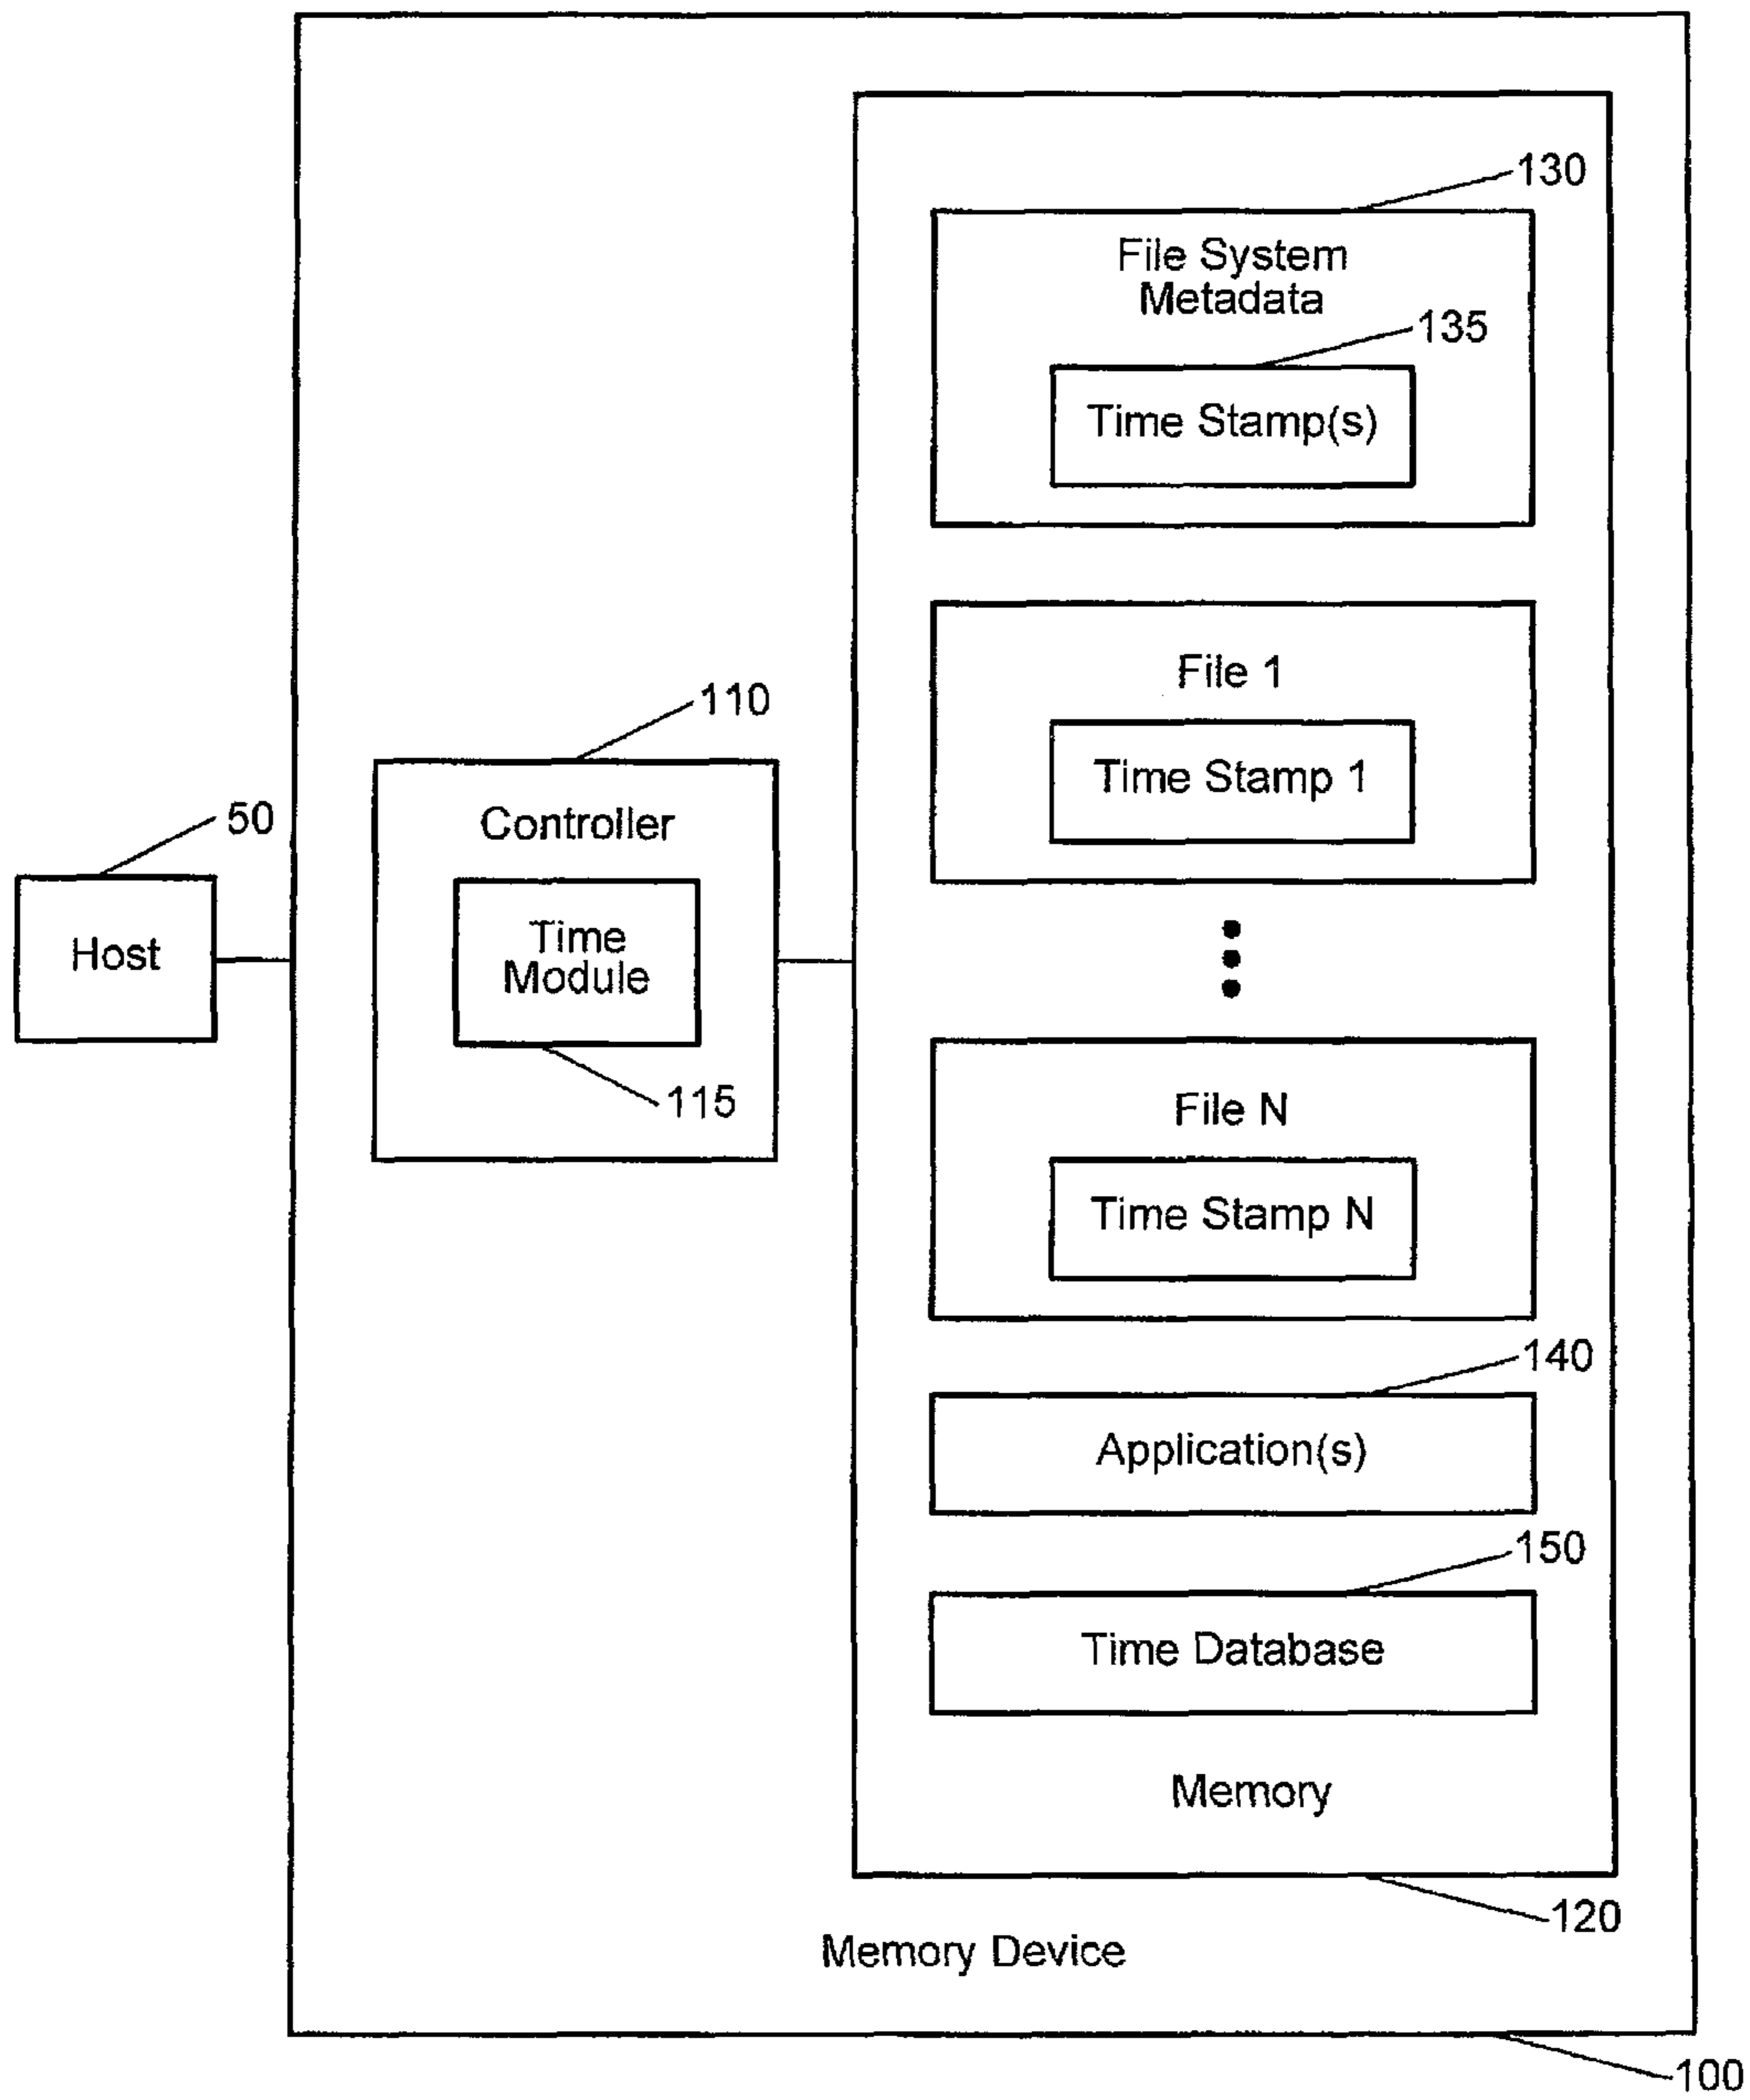 130
File System
Metadata
135
Time Stamp(s)
File 1
Time Stamp 1
110
Controller
Time
Module
115
50
Host
File N
Time Stamp N
140
Application(s)
150
Time Database
Memory
120
Memory Device
100